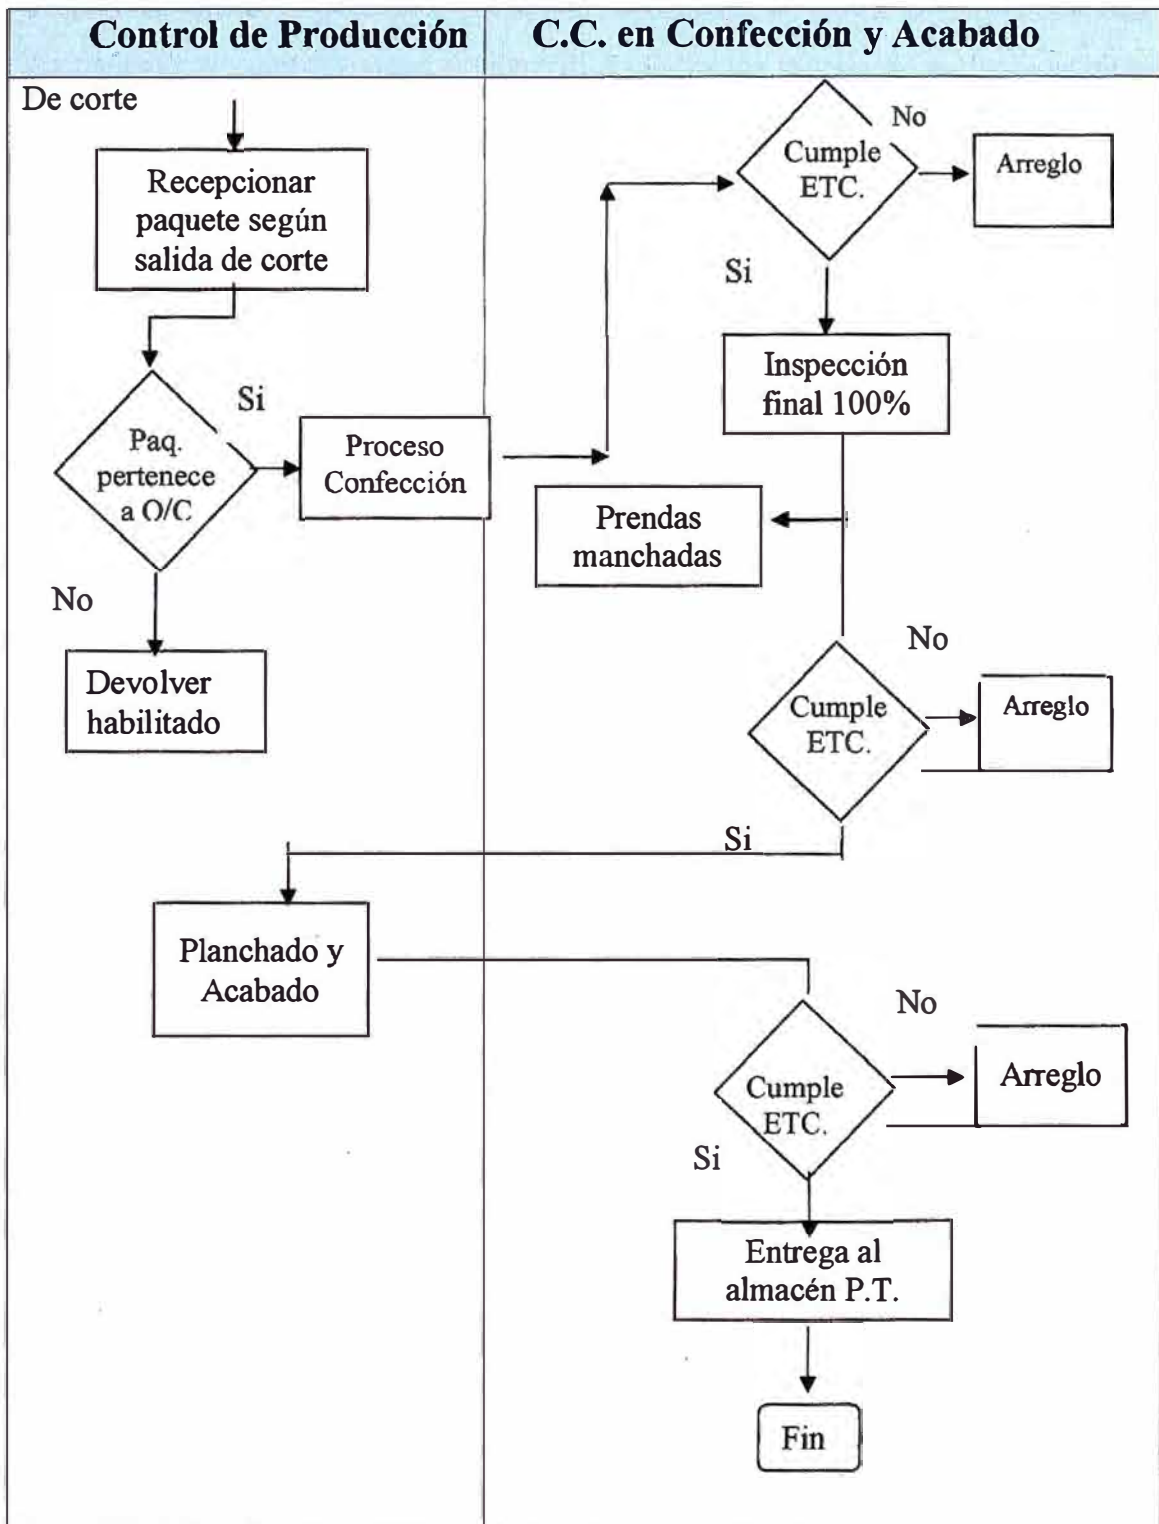 Control de Producción
C.C. en Confección y Acabado
De corte
Recepcionar
paquete según
salida de corte
Paq.
pertenece
a O/C
Si
Proceso
Confección
No
Devolver
habilitado
Cumple
ETC.
No
Arreglo
Si
Inspección
final 100%
Prendas
manchadas
Cumple
ETC.
No
Arreglo
Si
Planchado y
Acabado
Cumple
ETC.
No
Arreglo
Si
Entrega al
almacén P.T.
Fin